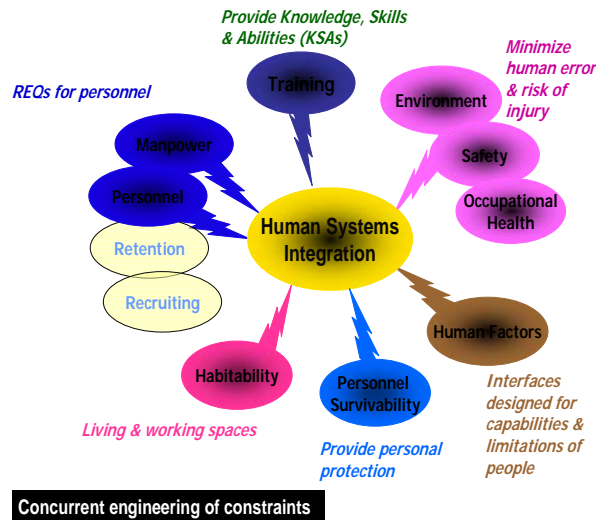 Provide Knowledge, Skills
& Abilities (KSAs)
Minimize
human error
& risk of
injury
REQs for personnel
Training
Environment
Manpower
Safety
Personnel
Occupational
Health
Human Systems
Integration
Retention
Recruiting
Human Factors
Habitability
Personnel
Survivability
Interfaces
designed for
capabilities &
limitations of
people
Living & working spaces
Provide personal
protection
Concurrent engineering of constraints